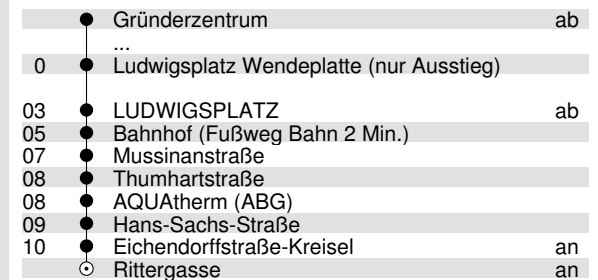 Gründerzentrum ab
...
0 Ludwigsplatz Wendeplatte (nur Ausstieg)
03 LUDWIGSPLATZ ab
05 Bahnhof (Fußweg Bahn 2 Min.)
07 Mussinanstraße
08 Thumhartstraße
08 AQUAtherm (ABG)
09 Hans-Sachs-Straße
10 Eichendorffstraße-Kreisel an
Rittergasse an